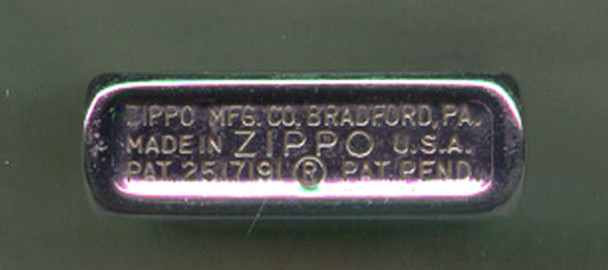 ZIPPO MFG. CO. BRADFORD, PA.
MADE IN ZIPPO U.S.A.
PAT. 2517191 ® PAT. PEND.